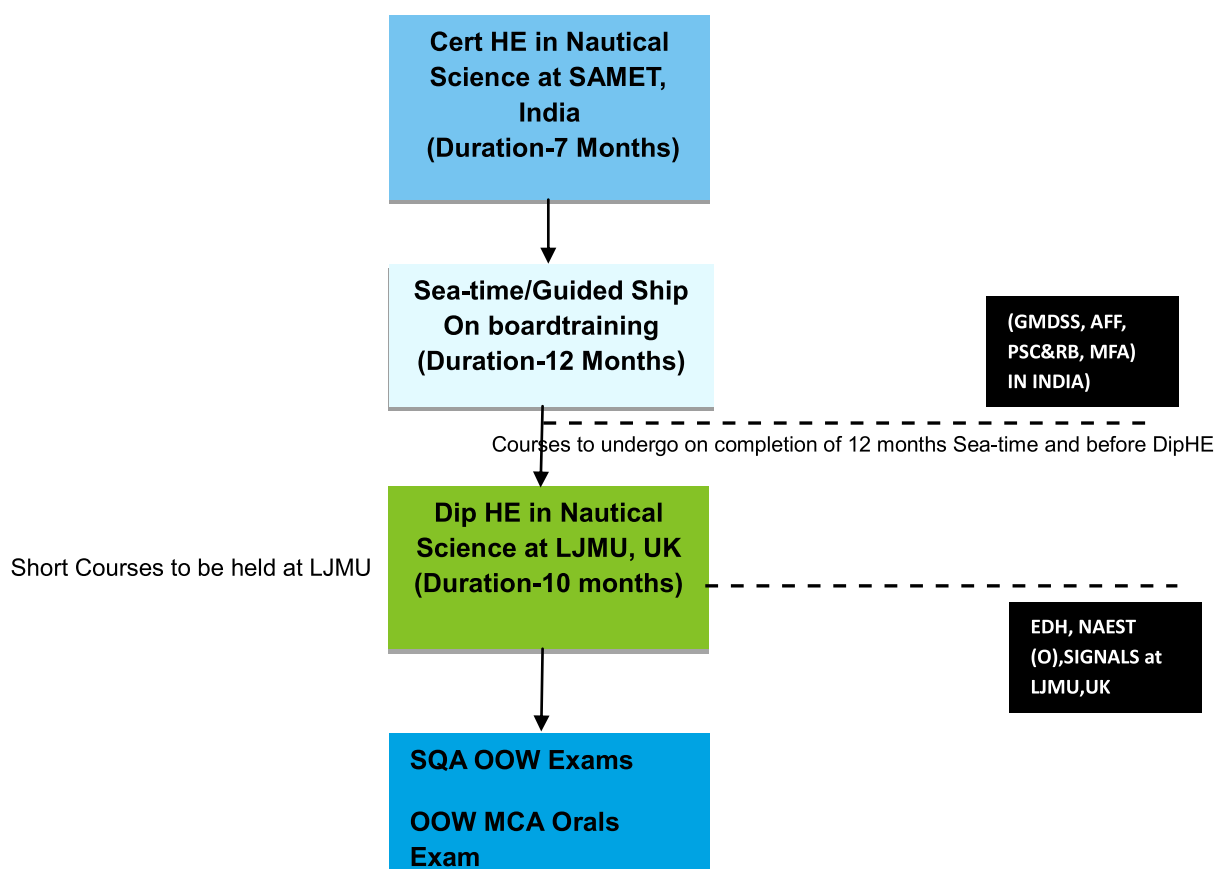 Cert HE in Nautical
Science at SAMET,
India
(Duration-7 Months)
Sea-time/Guided Ship
On boardtraining
(Duration-12 Months)
(GMDSS, AFF,
PSC&RB, MFA)
IN INDIA)
Courses to undergo on completion of 12 months Sea-time and before DipHE
Dip HE in Nautical
Science at LJMU, UK
(Duration-10 months)
Short Courses to be held at LJMU
EDH, NAEST
(O),SIGNALS at
LJMU,UK
SQA OOW Exams
OOW MCA Orals
Exam